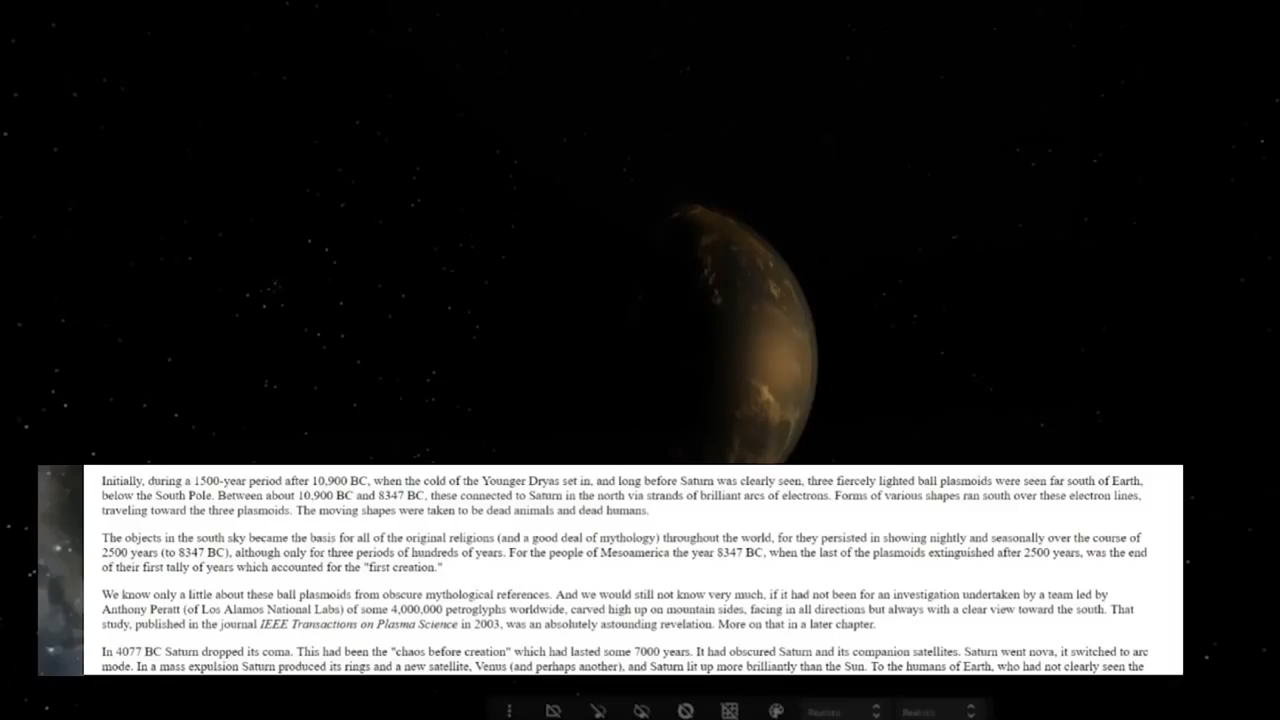 Initially, during a 1500-year period after 10,900 BC, when the cold of the Younger Dryas set in, and long before Saturn was clearly seen, three fiercely lighted ball plasmoids were seen far south of Earth,
below the South Pole. Between about 10,900 BC and 8347 BC, these connected to Saturn in the north via strands of brilliant arcs of electrons. Forms of various shapes ran south over these electron lines,
traveling toward the three plasmoids. The moving shapes were taken to be dead animals and dead humans.
The objects in the south sky became the basis for all of the original religions (and a good deal of mythology) throughout the world, for they persisted in showing nightly and seasonally over the course of
2500 years (to 8347 BC), although only for three periods of hundreds of years. For the people of Mesoamerica the year 8347 BC, when the last of the plasmoids extinguished after 2500 years, was the end
of their first tally of years which accounted for the "first creation."
We know only a little about these ball plasmoids from obscure mythological references. And we would still not know very much, if it had not been for an investigation undertaken by a team led by
Anthony Peratt (of Los Alamos National Labs) of some 4,000,000 petroglyphs worldwide, carved high up on mountain sides, facing in all directions but always with a clear view toward the south. That
study, published in the journal IEEE Transactions on Plasma Science in 2003, was an absolutely astounding revelation. More on that in a later chapter.
In 4077 BC Saturn dropped its coma. This had been the "chaos before creation" which had lasted some 7000 years. It had obscured Saturn and its companion satellites. Saturn went nova, it switched to arc
mode. In a mass expulsion Saturn produced its rings and a new satellite, Venus (and perhaps another), and Saturn lit up more brilliantly than the Sun. To the humans of Earth, who had not clearly seen the